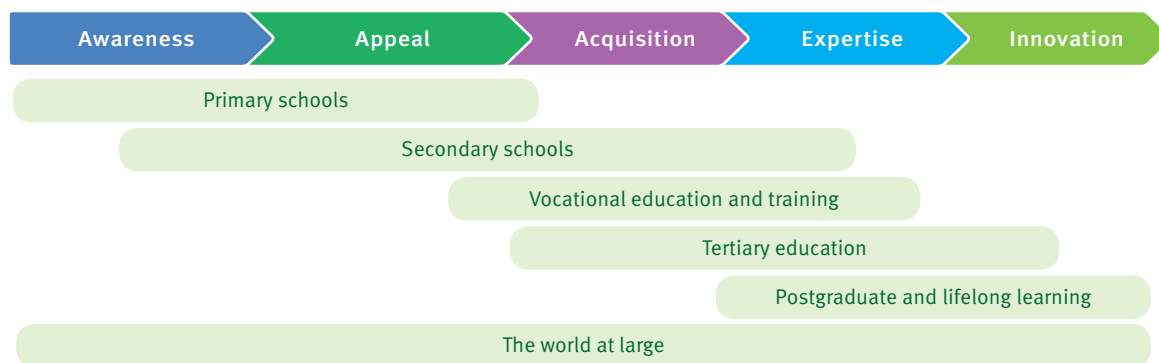 Awareness
Appeal
Acquisition
Expertise
Innovation
Primary schools
Secondary schools
Vocational education and training
Tertiary education
Postgraduate and lifelong learning
The world at large